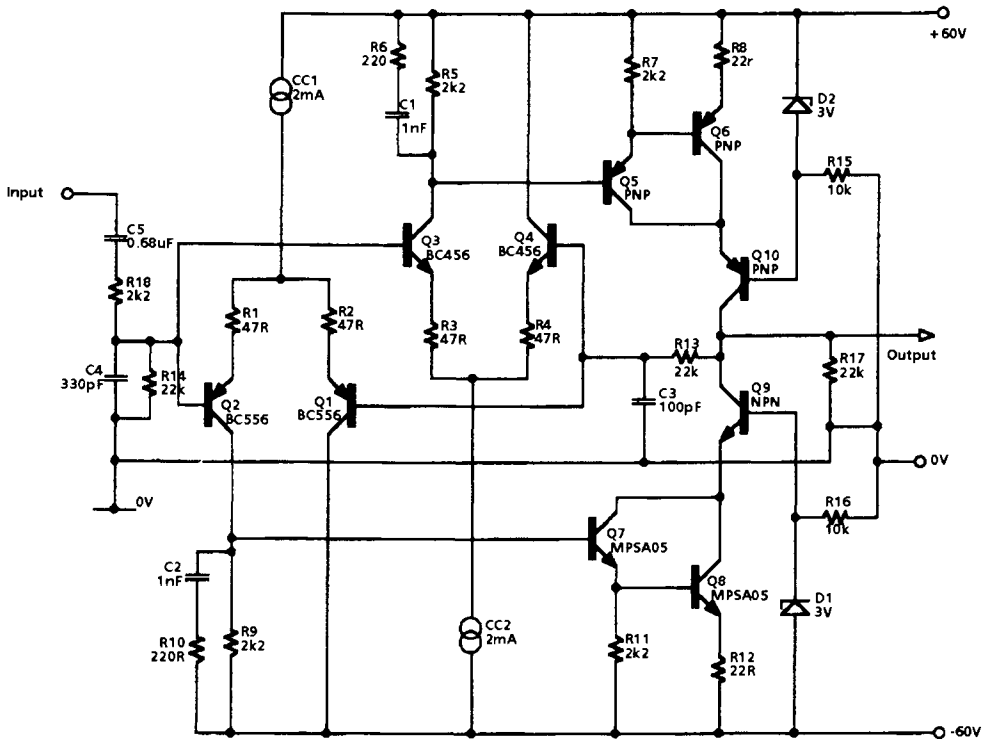 +60V
R6
220
R5
2k2
R7
2k2
R8
22r
CC1
2mA
C1
1nF
D2
3V
Q6
PNP
R15
10k
Q5
PNP
Input
C5
0.68uF
Q3
BC456
Q4
BC456
Q10
PNP
R18
2k2
R1
47R
R2
47R
R3
47R
R4
47R
R13
22k
Output
C4
330pF
R14
22k
R17
22k
Q2
BC556
Q1
BC556
C3
100pF
Q9
NPN
0V
0V
R16
10k
Q7
MPSA05
C2
1nF
Q8
MPSA05
D1
3V
R10
220R
R9
2k2
CC2
2mA
R11
2k2
R12
22R
-60V